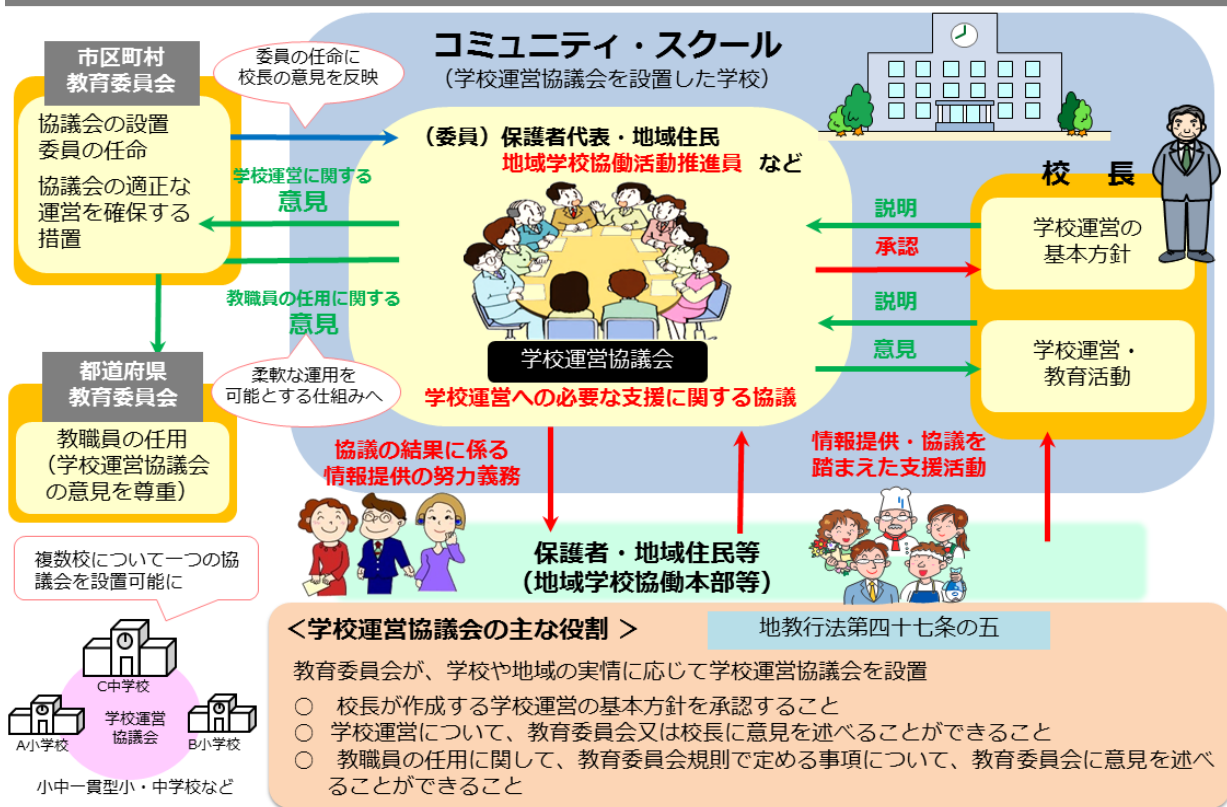 コミュニティ・スクール
（学校運営協議会を設置した学校）
市区町村
教育委員会
協議会の設置
委員の任命
協議会の適正な
運営を確保する
措置
委員の任命に
校長の意見を反映
（委員）保護者代表・地域住民
地域学校協働活動推進員 など
学校運営に関する
意見
教職員の任用に関する
意見
柔軟な運用を
可能とする仕組みへ
学校運営協議会
学校運営への必要な支援に関する協議
校 長
説明
承認
学校運営の
基本方針
説明
意見
学校運営・
教育活動
都道府県
教育委員会
教職員の任用
（学校運営協議会
の意見を尊重）
協議の結果に係る
情報提供の努力義務
情報提供・協議を
踏まえた支援活動
保護者・地域住民等
（地域学校協働本部等）
複数校について一つの協
議会を設置可能に
C中学校
学校運営
協議会
A小学校
B小学校
小中一貫型小・中学校など
＜学校運営協議会の主な役割 ＞
地教行法第四十七条の五
教育委員会が、学校や地域の実情に応じて学校運営協議会を設置
○ 校長が作成する学校運営の基本方針を承認すること
○ 学校運営について、教育委員会又は校長に意見を述べることができること
○ 教職員の任用に関して、教育委員会規則で定める事項について、教育委員会に意見を述べ
ることができること